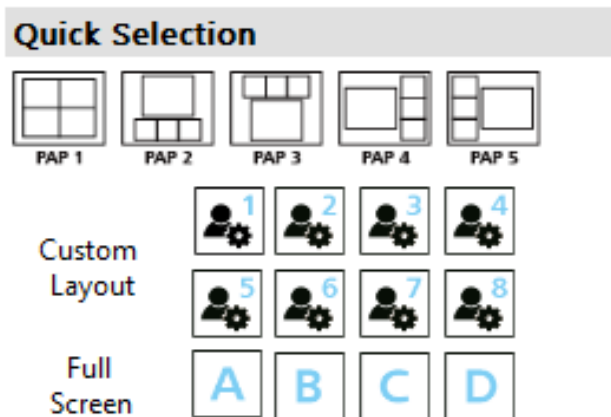 Quick Selection
PAP 1 PAP 2 PAP 3 PAP 4 PAP 5
1 2 3 4
Custom
Layout
5 6 7 8
Full
Screen
A B C D